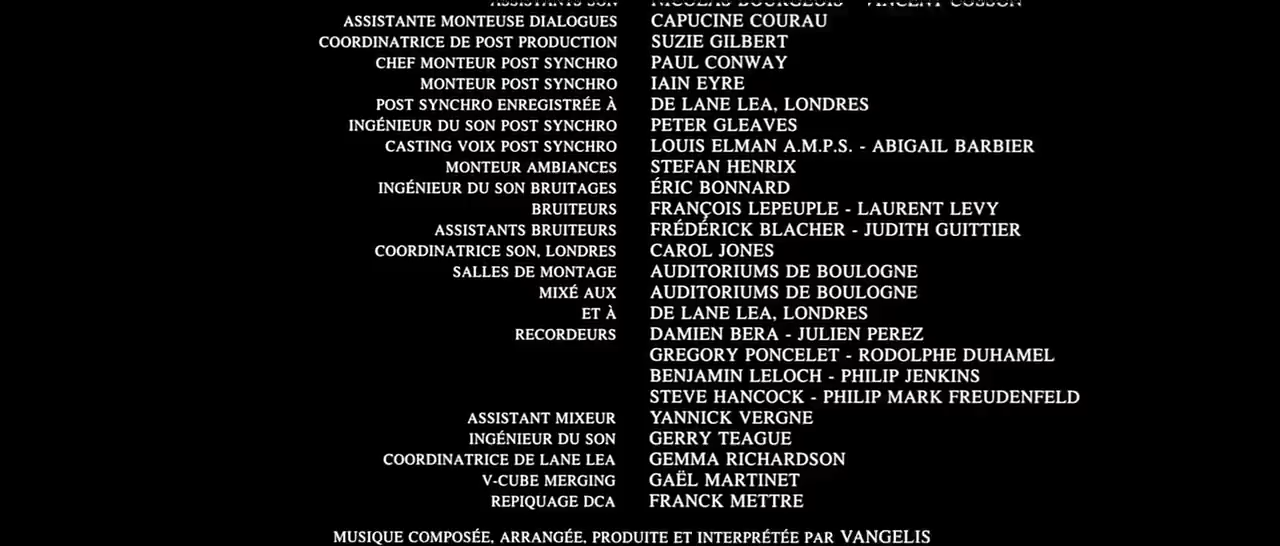 ASSISTANTS SON NICOLAS BOURGEOIS - VINCENT COSSON
ASSISTANTE MONTEUSE DIALOGUES CAPUCINE COURAU
COORDINATRICE DE POST PRODUCTION SUZIE GILBERT
CHEF MONTEUR POST SYNCHRO PAUL CONWAY
MONTEUR POST SYNCHRO IAIN EYRE
POST SYNCHRO ENREGISTRÉE À DE LANE LEA, LONDRES
INGÉNIEUR DU SON POST SYNCHRO PETER GLEAVES
CASTING VOIX POST SYNCHRO LOUIS ELMAN A.M.P.S. - ABIGAIL BARBIER
MONTEUR AMBIANCES STEFAN HENRIX
INGÉNIEUR DU SON BRUITAGES ÉRIC BONNARD
BRUITEURS FRANÇOIS LEPEUPLE - LAURENT LEVY
ASSISTANTS BRUITEURS FRÉDÉRICK BLACHER - JUDITH GUITTIER
COORDINATRICE SON, LONDRES CAROL JONES
SALLES DE MONTAGE AUDITORIUMS DE BOULOGNE
MIXÉ AUX AUDITORIUMS DE BOULOGNE
ET À DE LANE LEA, LONDRES
RECORDEURS DAMIEN BERA - JULIEN PEREZ
GREGORY PONCELET - RODOLPHE DUHAMEL
BENJAMIN LELOCH - PHILIP JENKINS
STEVE HANCOCK - PHILIP MARK FREUDENFELD
ASSISTANT MIXEUR YANNICK VERGNE
INGÉNIEUR DU SON GERRY TEAGUE
COORDINATRICE DE LANE LEA GEMMA RICHARDSON
V-CUBE MERGING GAËL MARTINET
REPIQUAGE DCA FRANCK METTRE
MUSIQUE COMPOSÉE, ARRANGÉE, PRODUITE ET INTERPRÉTÉE PAR VANGELIS